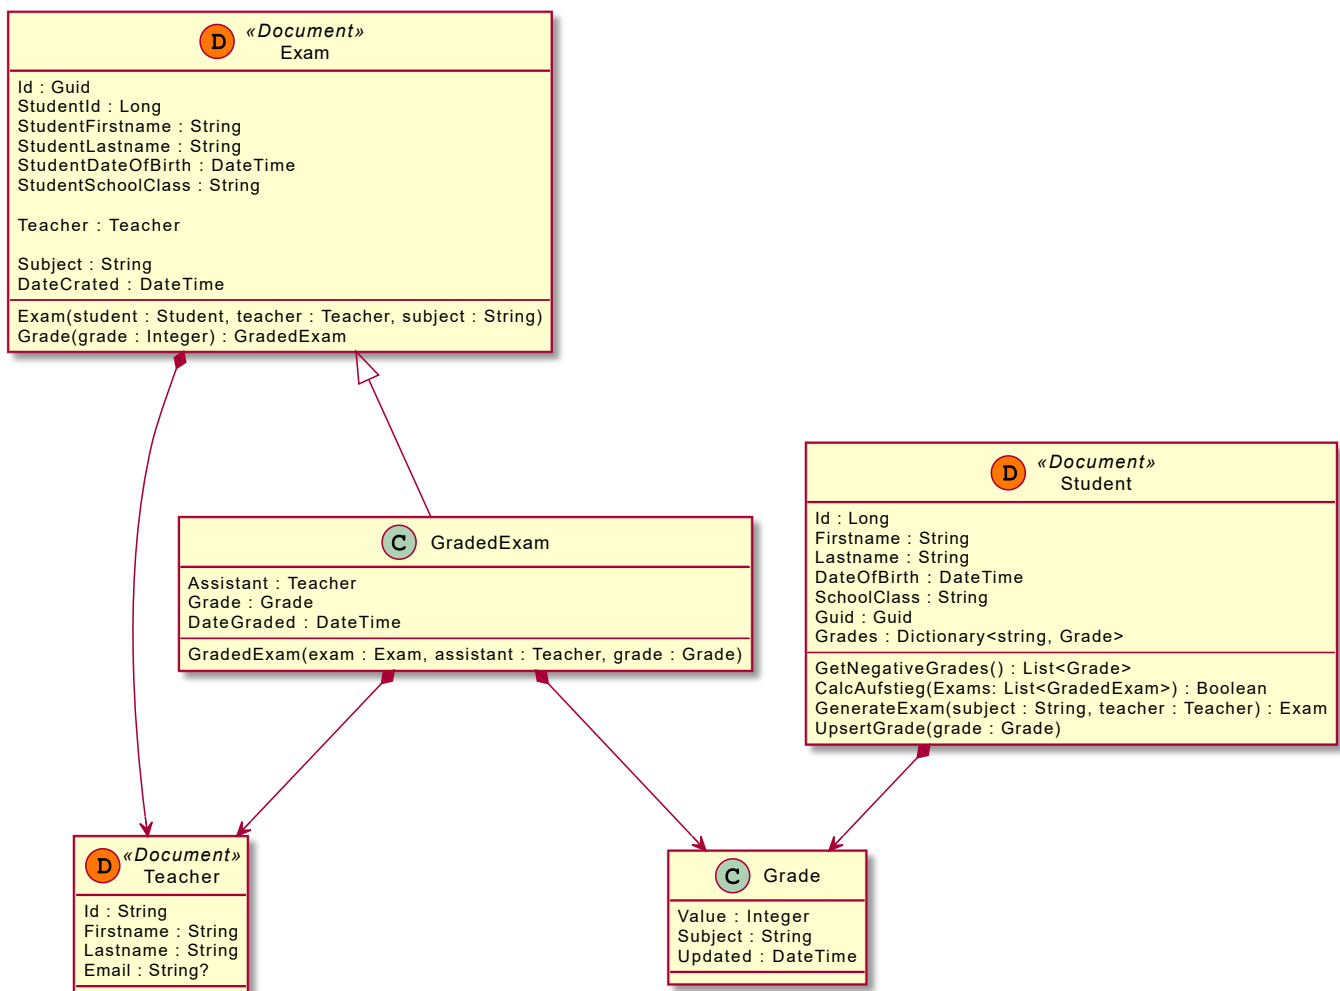 D «Document»
Exam
Id : Guid
StudentId : Long
StudentFirstname : String
StudentLastname : String
StudentDateOfBirth : DateTime
StudentSchoolClass : String
Teacher : Teacher
Subject : String
DateCrated : DateTime
Exam(student : Student, teacher : Teacher, subject : String)
Grade(grade : Integer) : GradedExam
C GradedExam
Assistant : Teacher
Grade : Grade
DateGraded : DateTime
GradedExam(exam : Exam, assistant : Teacher, grade : Grade)
D «Document»
Student
Id : Long
Firstname : String
Lastname : String
DateOfBirth : DateTime
SchoolClass : String
Guid : Guid
Grades : Dictionary<string, Grade>
GetNegativeGrades() : List<Grade>
CalcAufstieg(Exams: List<GradedExam>) : Boolean
GenerateExam(subject : String, teacher : Teacher) : Exam
UpsertGrade(grade : Grade)
D «Document»
Teacher
Id : String
Firstname : String
Lastname : String
Email : String?
C Grade
Value : Integer
Subject : String
Updated : DateTime